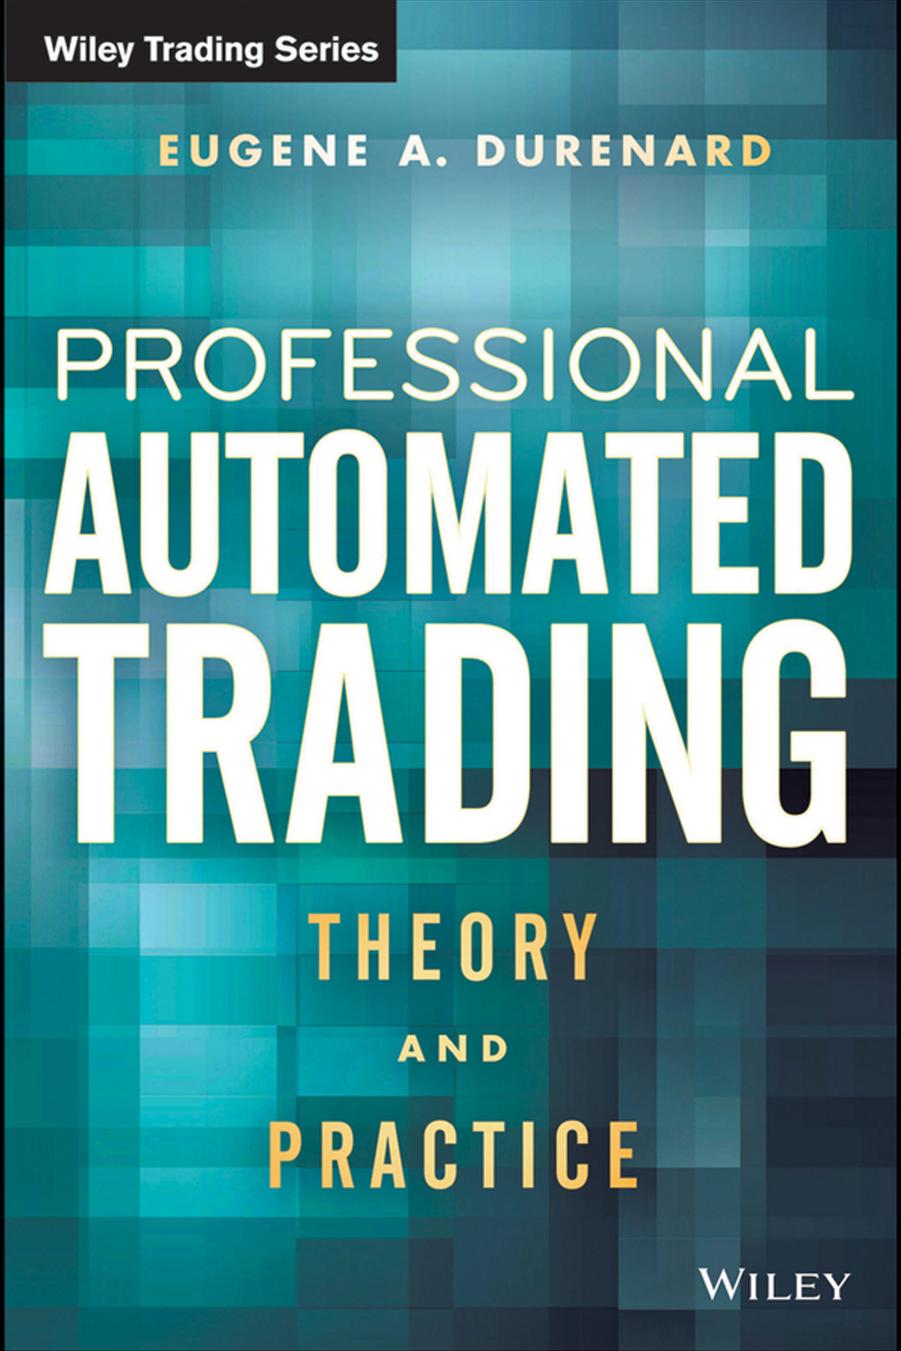 Wiley Trading Series
EUGENE A. DURENARD
PROFESSIONAL
AUTOMATED
TRADING
THEORY
AND
PRACTICE
WILEY